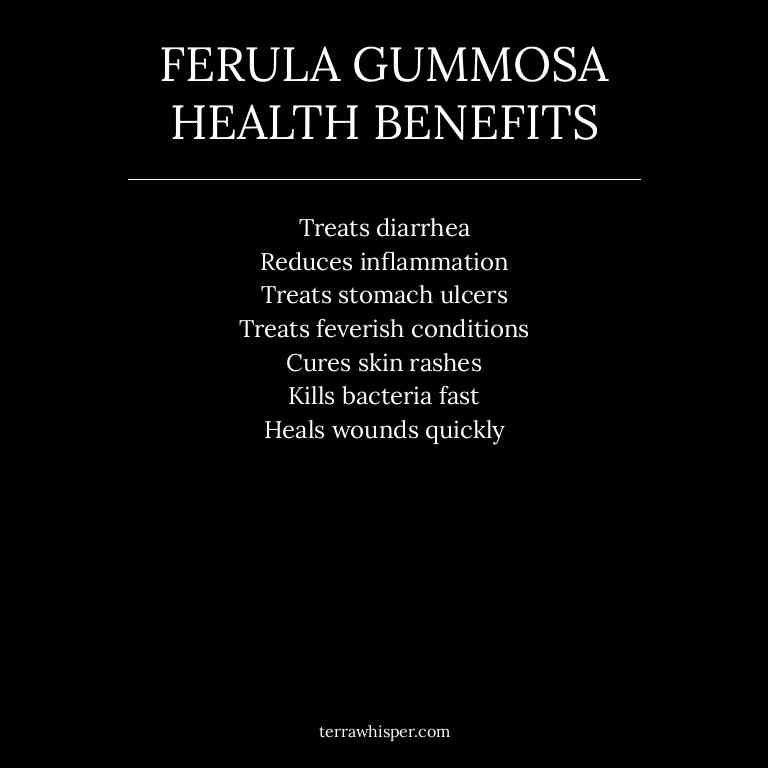 FERULA GUMMOSA
HEALTH BENEFITS
Treats diarrhea
Reduces inflammation
Treats stomach ulcers
Treats feverish conditions
Cures skin rashes
Kills bacteria fast
Heals wounds quickly
terrawhisper.com